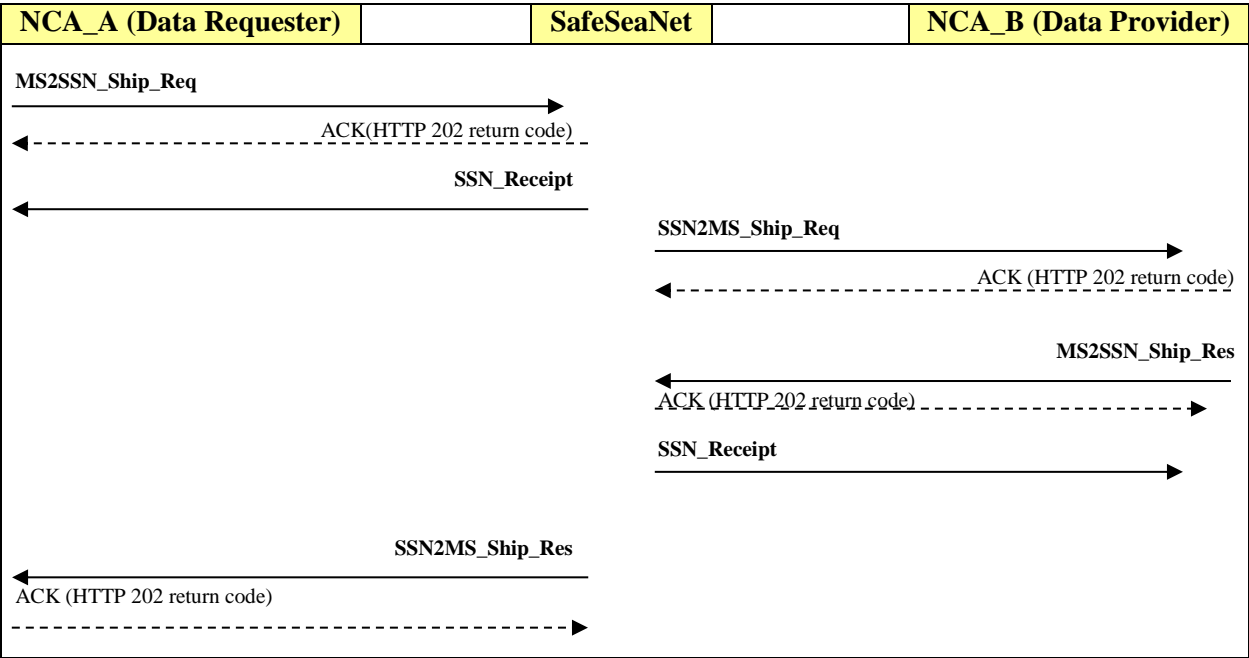 NCA_A (Data Requester)
SafeSeaNet
NCA_B (Data Provider)
MS2SSN_Ship_Req
ACK(HTTP 202 return code)
SSN_Receipt
SSN2MS_Ship_Req
ACK (HTTP 202 return code)
MS2SSN_Ship_Res
ACK (HTTP 202 return code)
SSN_Receipt
SSN2MS_Ship_Res
ACK (HTTP 202 return code)